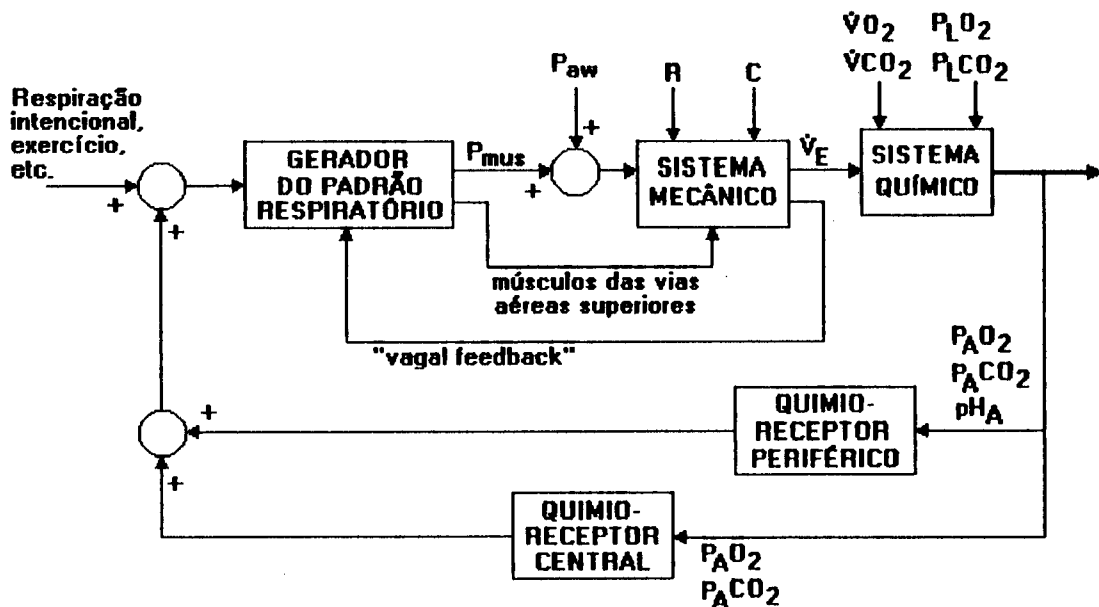 Respiração
intencional,
exercício,
etc.
+
+
GERADOR
DO PADRÃO
RESPIRATÓRIO
Pmus
+
Paw
+
R
C
SISTEMA
MECÂNICO
V̇E
V̇O2
V̇CO2
PLO2
PLCO2
SISTEMA
QUÍMICO
músculos das vias
aéreas superiores
"vagal feedback"
PAO2
PACO2
pHA
QUIMIO-
RECEPTOR
PERIFÉRICO
+
+
QUIMIO-
RECEPTOR
CENTRAL
PAO2
PACO2